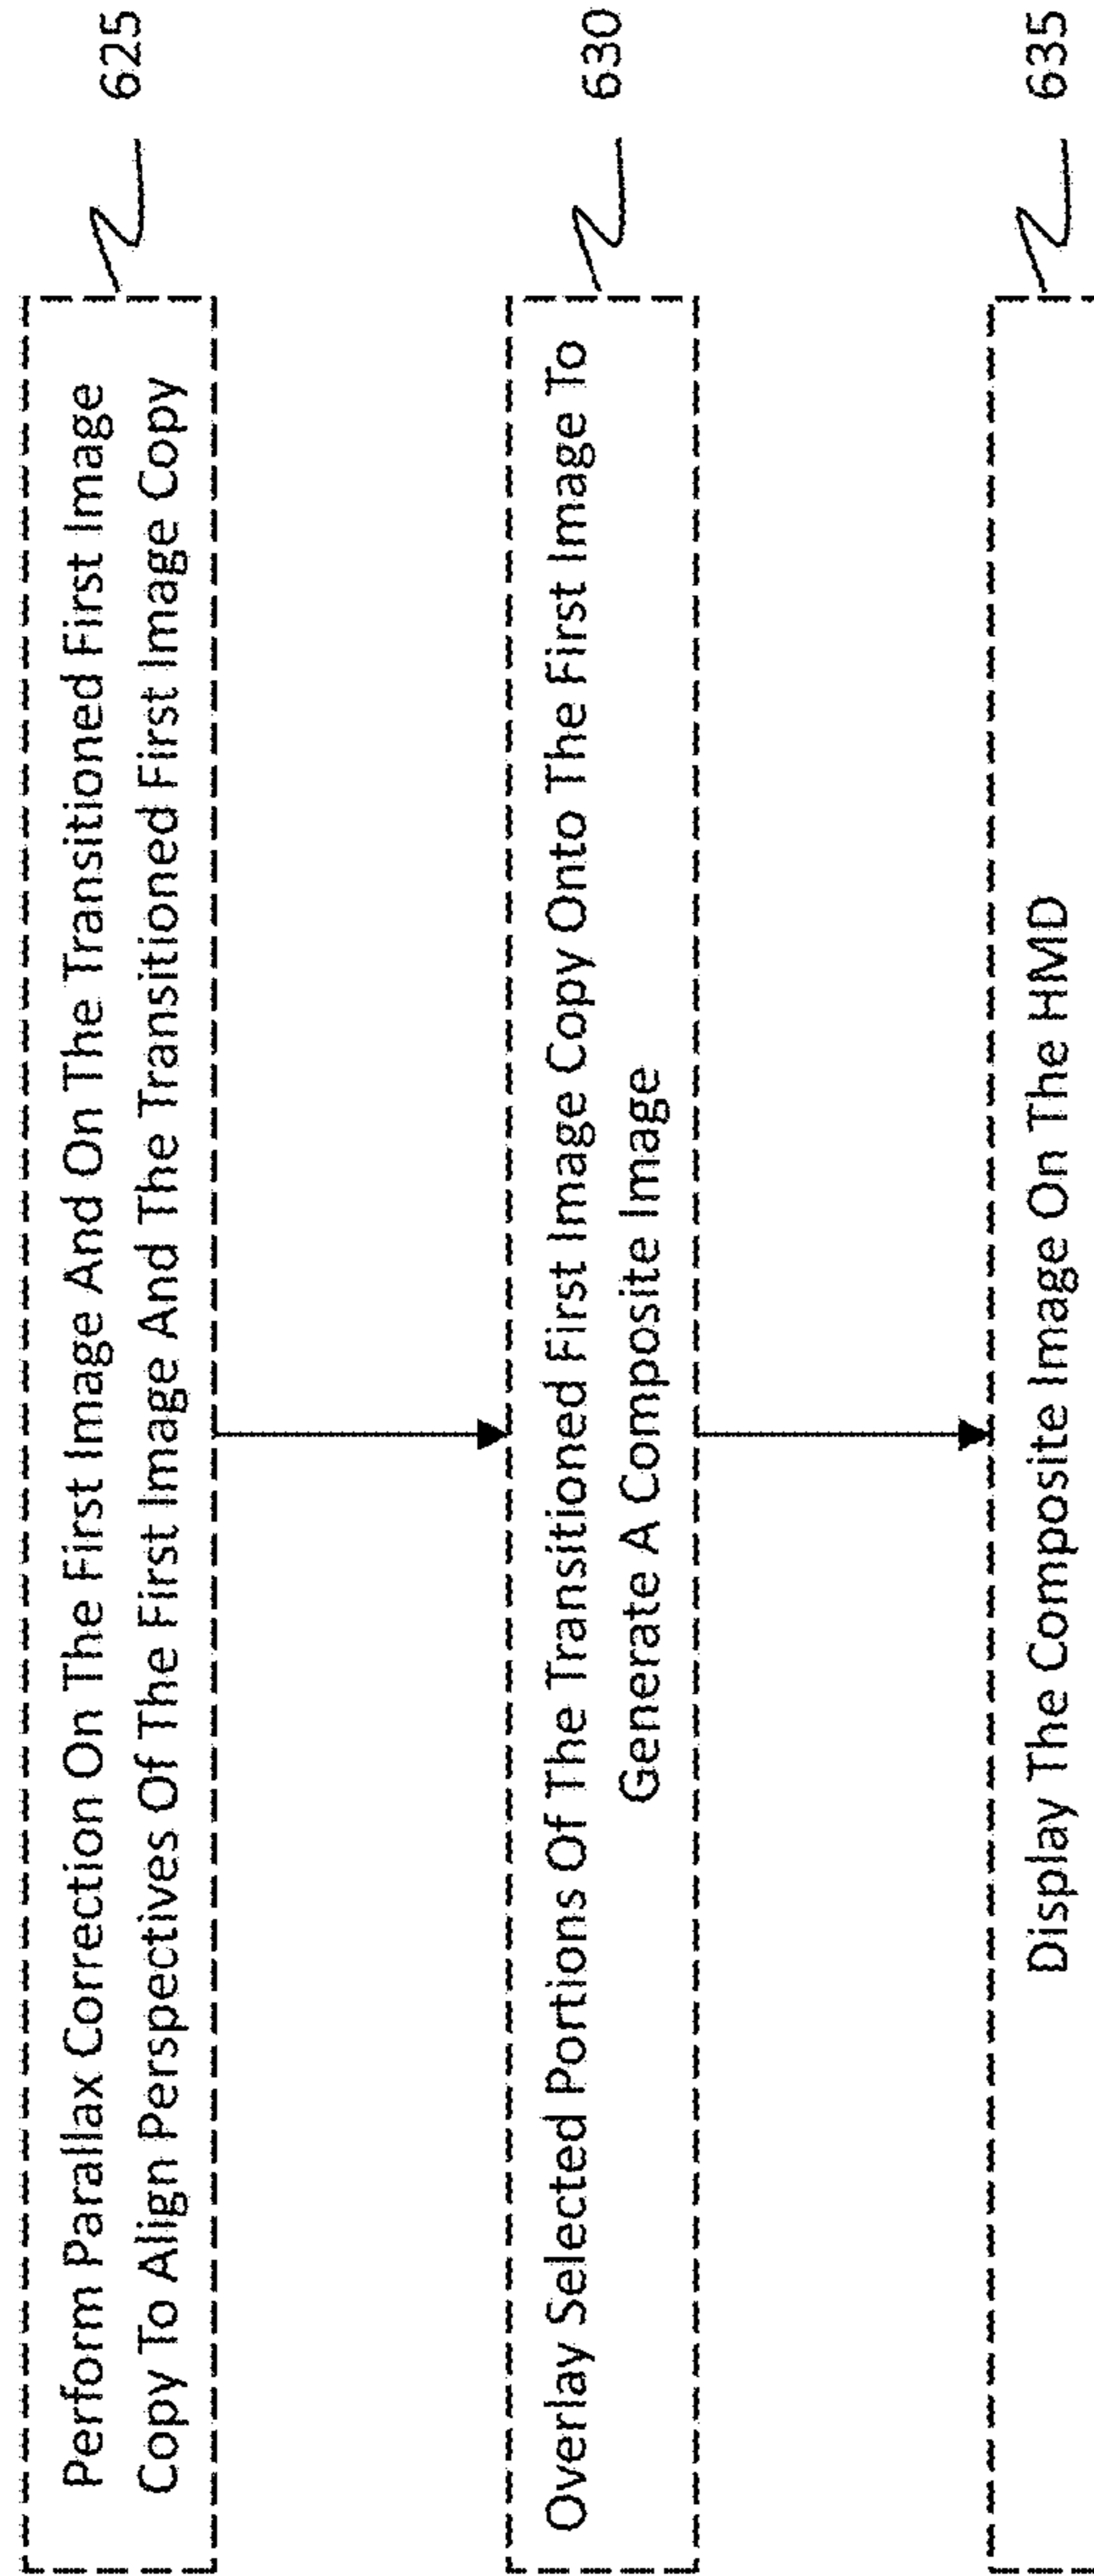 Perform Parallax Correction On The First Image And On The Transitioned First Image
Copy To Align Perspectives Of The First Image And The Transitioned First Image Copy
625
Overlay Selected Portions Of The Transitioned First Image Copy Onto The First Image To
Generate A Composite Image
630
Display The Composite Image On The HMD
635